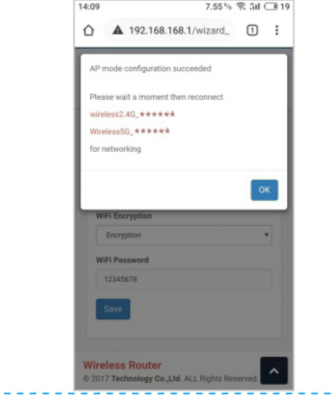 14:09
7.55 19
192.168.168.1/wizard_
AP mode configuration succeeded
Please wait a moment then reconnect
wireless2.4G_******
Wireless5G_******
for networking
OK
WiFi Encryption
Encryption
WiFi Password
12345678
Save
Wireless Router
© 2017 Technology Co.,Ltd. ALL Rights Reserved.